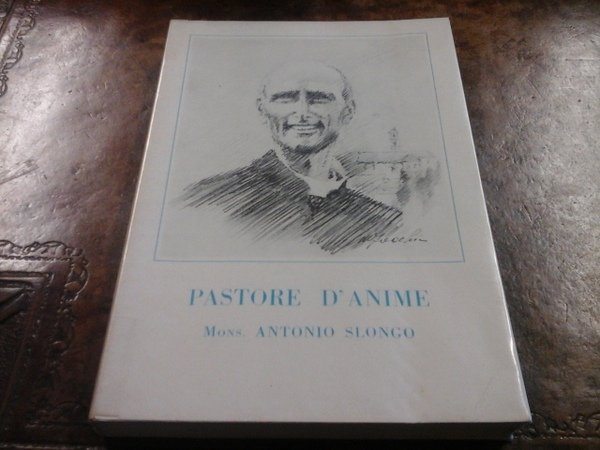 PASTORE D'ANIME
MONS. ANTONIO SLONGO